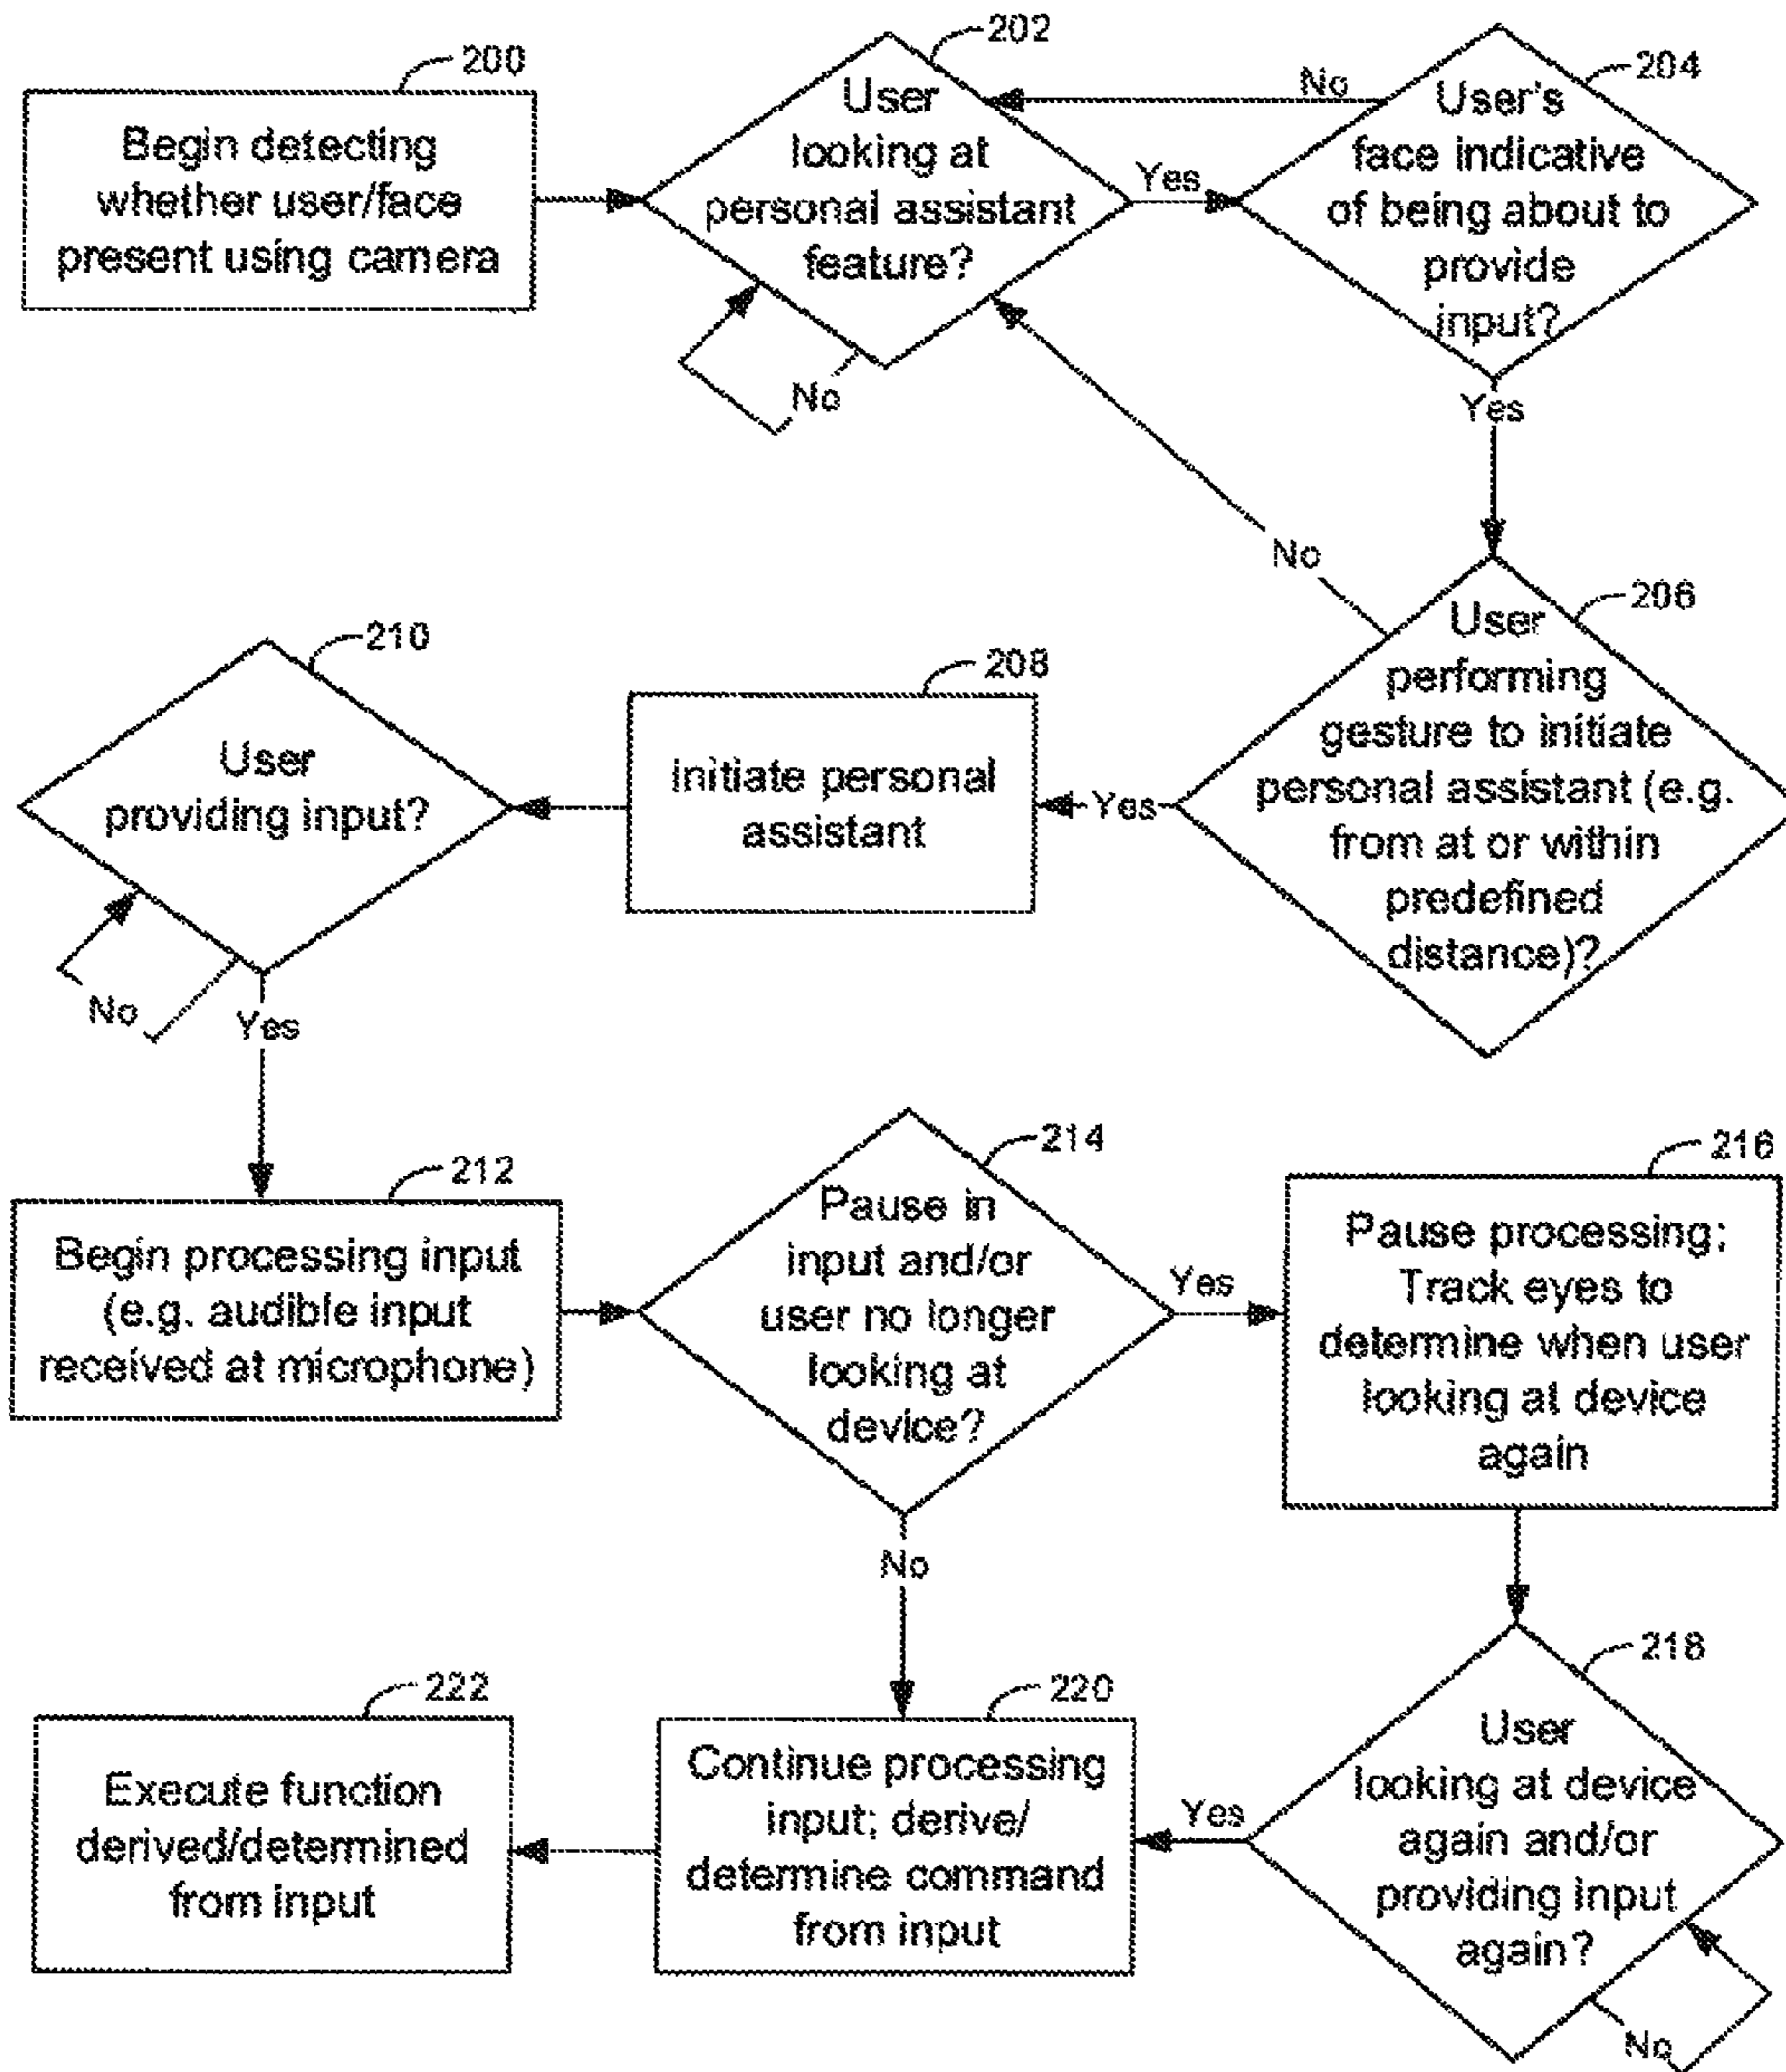 200
Begin detecting
whether user/face
present using camera
202
User
looking at
personal assistant
feature?
No
Yes
No
204
User's
face indicative
of being about to
provide
input?
Yes
No
206
User
performing
gesture to initiate
personal assistant (e.g.
from at or within
predefined
distance)?
Yes
208
Initiate personal
assistant
210
User
providing input?
No
Yes
212
Begin processing input
(e.g. audible input
received at microphone)
214
Pause in
input and/or
user no longer
looking at
device?
Yes
No
216
Pause processing;
Track eyes to
determine when user
looking at device
again
218
User
looking at device
again and/or
providing input
again?
No
Yes
220
Continue processing
input; derive/
determine command
from input
222
Execute function
derived/determined
from input